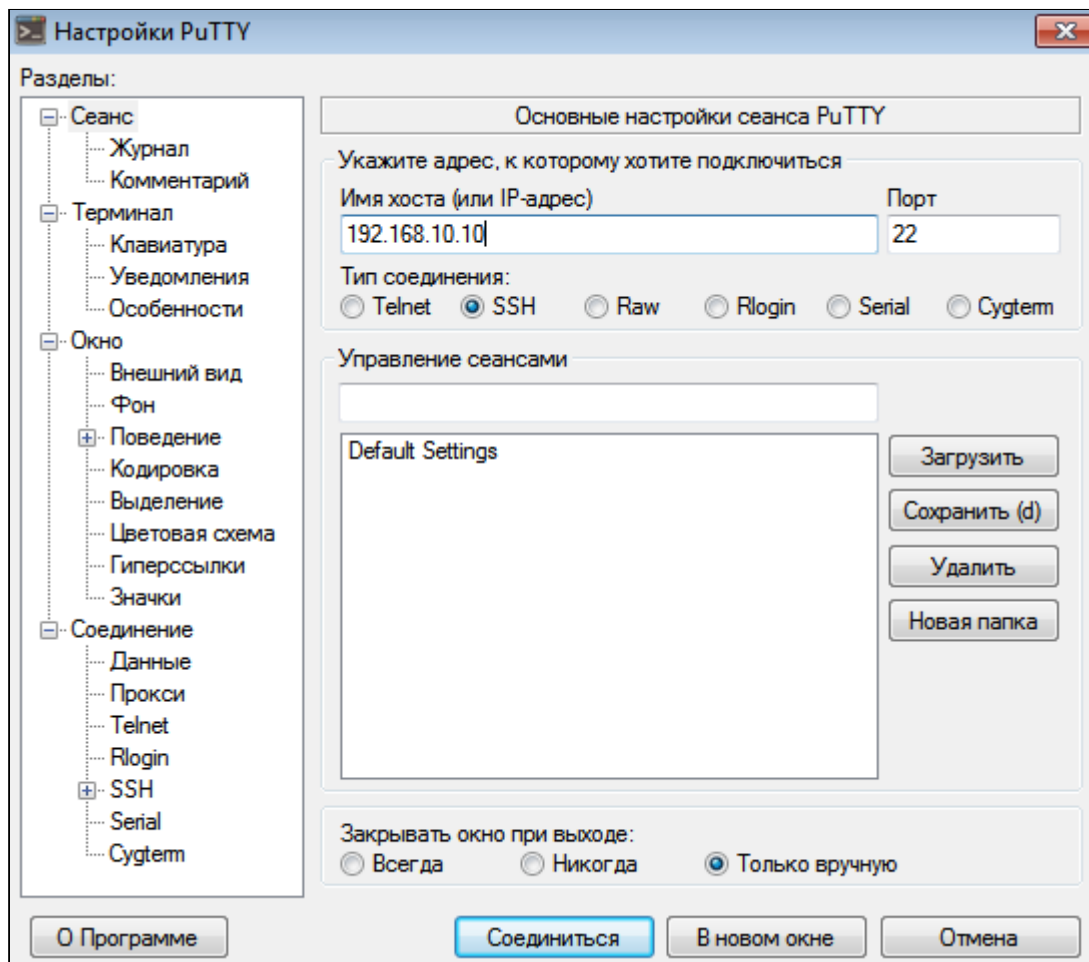 Настройки PuTTY
Разделы:
Сеанс
Журнал
Комментарий
Терминал
Клавиатура
Уведомления
Особенности
Окно
Внешний вид
Фон
Поведение
Кодировка
Выделение
Цветовая схема
Гиперссылки
Значки
Соединение
Данные
Прокси
Telnet
Rlogin
SSH
Serial
Cygterm
Основные настройки сеанса PuTTY
Укажите адрес, к которому хотите подключиться
Имя хоста (или IP-адрес) Порт
192.168.10.10 22
Тип соединения:
Telnet SSH Raw Rlogin Serial Cygterm
Управление сеансами
Default Settings
Загрузить
Сохранить (d)
Удалить
Новая папка
Закрывать окно при выходе:
Всегда Никогда Только вручную
О Программе Соединиться В новом окне Отмена